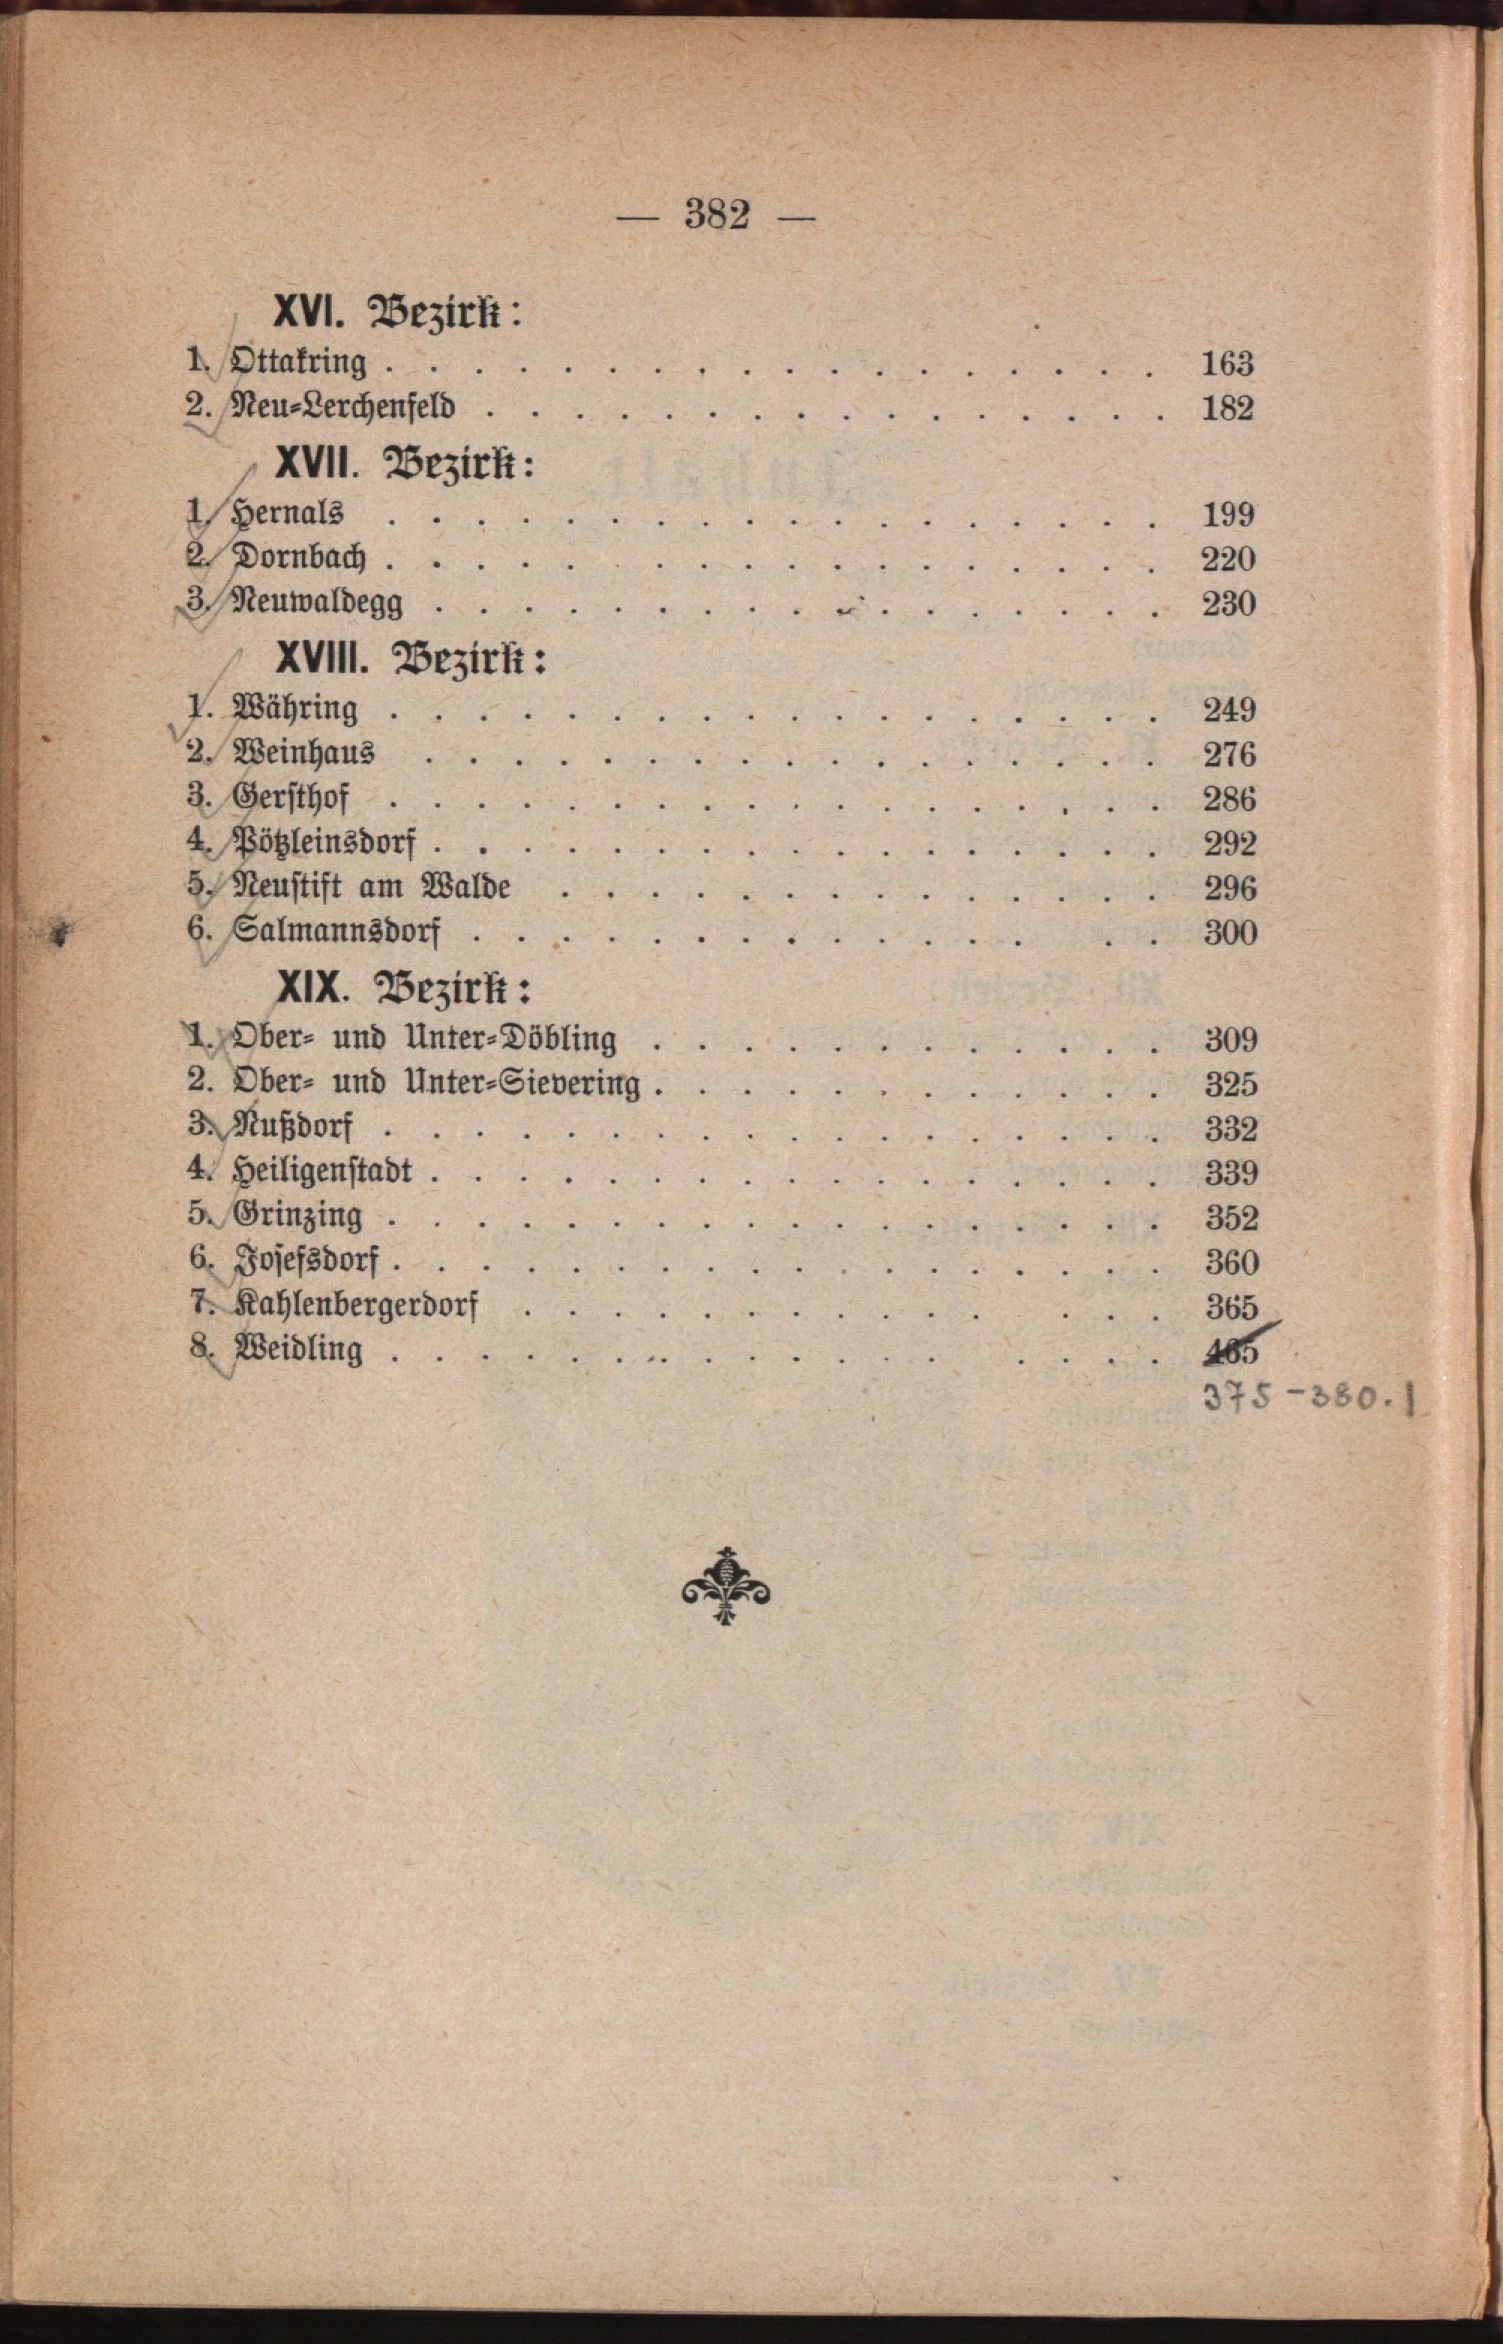 — 382 —
XVI. Bezirk:
1. Ottakring . . . . . . . . . . . . . . . . . . 163
2. Neu-Lerchenfeld . . . . . . . . . . . . . . . . 182
XVII. Bezirk:
1. Hernals . . . . . . . . . . . . . . . . . . 199
2. Dornbach . . . . . . . . . . . . . . . . . 220
3. Neuwaldegg . . . . . . . . . . . . . . . . . 230
XVIII. Bezirk:
1. Währing . . . . . . . . . . . . . . . . . . 249
2. Weinhaus . . . . . . . . . . . . . . . . . 276
3. Gersthof . . . . . . . . . . . . . . . . . . 286
4. Pötzleinsdorf . . . . . . . . . . . . . . . . . 292
5. Neustift am Walde . . . . . . . . . . . . . . 296
6. Salmannsdorf . . . . . . . . . . . . . . . 300
XIX. Bezirk:
1. Ober- und Unter-Döbling . . . . . . . . . . . . 309
2. Ober- und Unter-Sievering . . . . . . . . . . . . 325
3. Nußdorf . . . . . . . . . . . . . . . . . . 332
4. Heiligenstadt . . . . . . . . . . . . . . . . . 339
5. Grinzing . . . . . . . . . . . . . . . . . . 352
6. Josefsdorf . . . . . . . . . . . . . . . . . . 360
7. Kahlenbergerdorf . . . . . . . . . . . . . . 365
8. Weidling . . . . . . . . . . . . . . . . . 465
375-380.